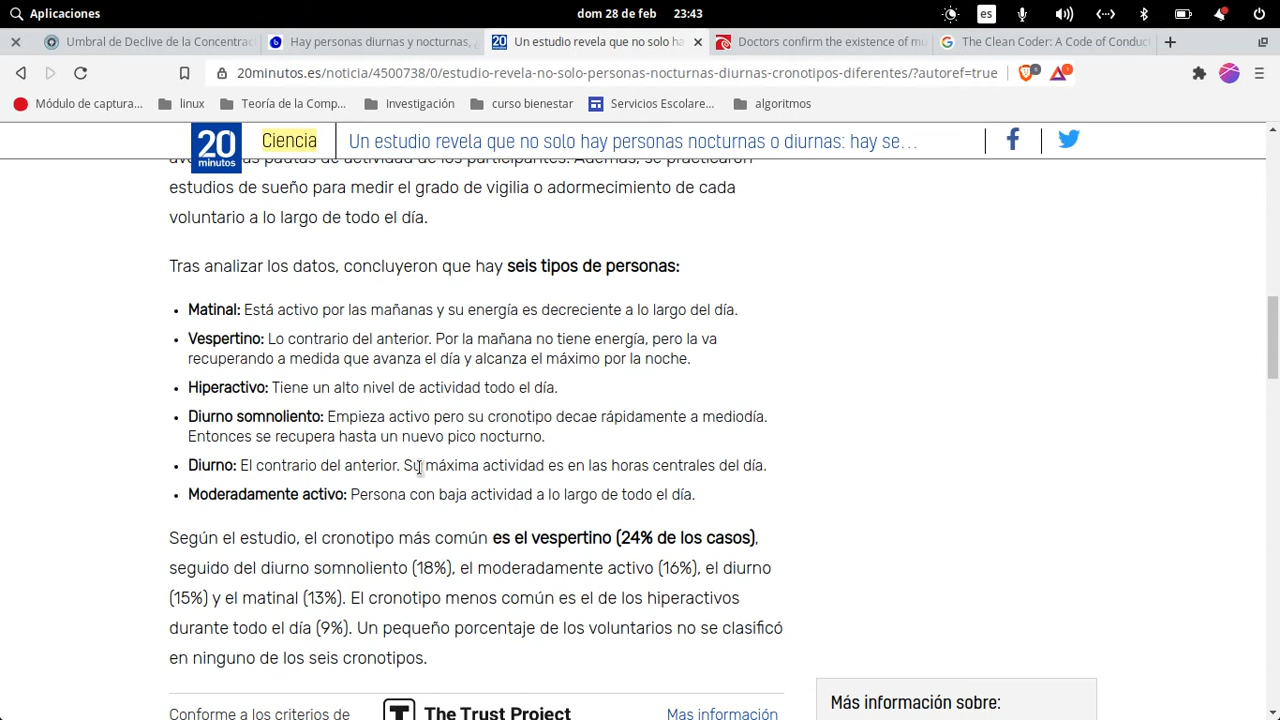 Aplicaciones
dom 28 de feb 23:43
es
Umbral de Declive de la Concentrac
Hay personas diurnas y nocturnas,
Un estudio revela que no solo ha
Doctors confirm the existence of mu
The Clean Coder: A Code of Conduc
20minutos.es/noticia/4500738/0/estudio-revela-no-solo-personas-nocturnas-diurnas-cronotipos-diferentes/?autoref=true
Módulo de captura...
linux
Teoría de la Comp...
Investigación
curso bienestar
Servicios Escolare...
algoritmos
20 minutos
Ciencia
Un estudio revela que no solo hay personas nocturnas o diurnas: hay se...
pautas de actividad de los participantes. Además, se practicaron
estudios de sueño para medir el grado de vigilia o adormecimiento de cada
voluntario a lo largo de todo el día.
Tras analizar los datos, concluyeron que hay seis tipos de personas:
• Matinal: Está activo por las mañanas y su energía es decreciente a lo largo del día.
• Vespertino: Lo contrario del anterior. Por la mañana no tiene energía, pero la va
recuperando a medida que avanza el día y alcanza el máximo por la noche.
• Hiperactivo: Tiene un alto nivel de actividad todo el día.
• Diurno somnoliento: Empieza activo pero su cronotipo decae rápidamente a mediodía.
Entonces se recupera hasta un nuevo pico nocturno.
• Diurno: El contrario del anterior. Su máxima actividad es en las horas centrales del día.
• Moderadamente activo: Persona con baja actividad a lo largo de todo el día.
Según el estudio, el cronotipo más común es el vespertino (24% de los casos),
seguido del diurno somnoliento (18%), el moderadamente activo (16%), el diurno
(15%) y el matinal (13%). El cronotipo menos común es el de los hiperactivos
durante todo el día (9%). Un pequeño porcentaje de los voluntarios no se clasificó
en ninguno de los seis cronotipos.
Conforme a los criterios de
The Trust Project
Mas información
Más información sobre: